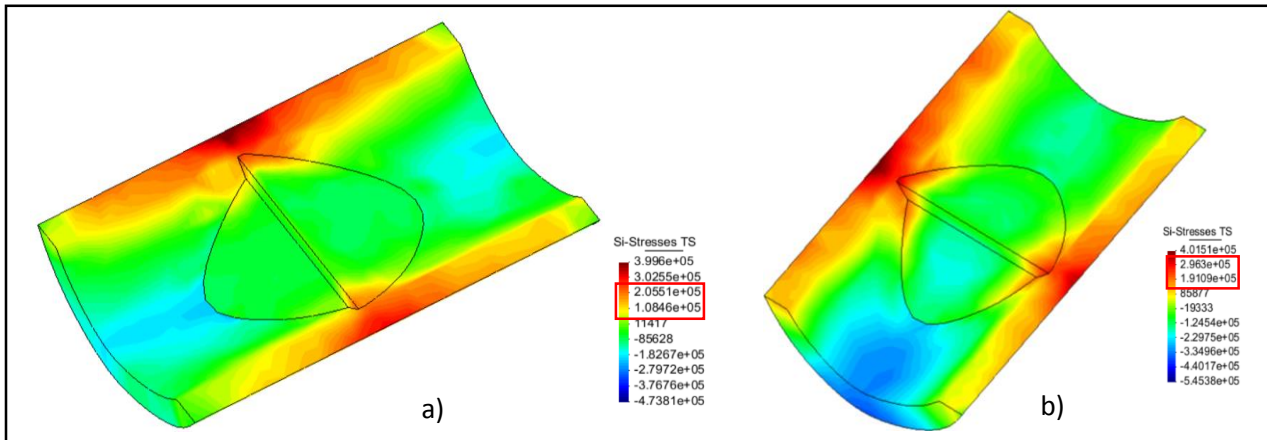 Si-Stresses TS
3.996e+05
3.0255e+05
2.0551e+05
1.0846e+05
11417
-85628
-1.8267e+05
-2.7972e+05
-3.7676e+05
-4.7381e+05
a)
Si-Stresses TS
4.0151e+05
2.963e+05
1.9109e+05
85877
-19333
-1.2454e+05
-2.2975e+05
-3.3496e+05
-4.4017e+05
-5.4538e+05
b)